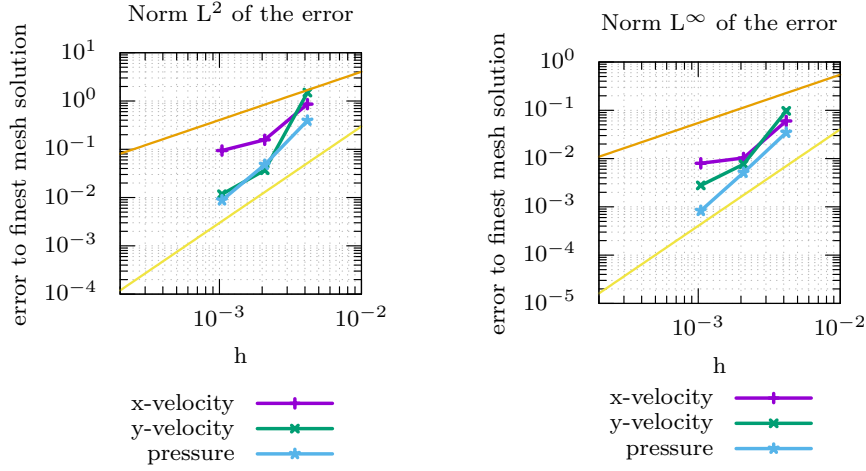 Norm L² of the error
error to finest mesh solution
10¹
10⁰
10⁻¹
10⁻²
10⁻³
10⁻⁴
10⁻³
10⁻²
h
x-velocity
y-velocity
pressure
Norm L^∞ of the error
error to finest mesh solution
10⁰
10⁻¹
10⁻²
10⁻³
10⁻⁴
10⁻⁵
10⁻³
10⁻²
h
x-velocity
y-velocity
pressure